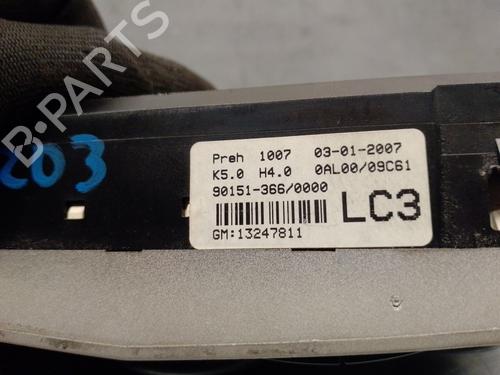 B-PARTS
203
Preh 1007 03-01-2007
K5.0 H4.0 0AL00/09C61
90151-366/0000
LC3
GM:13247811